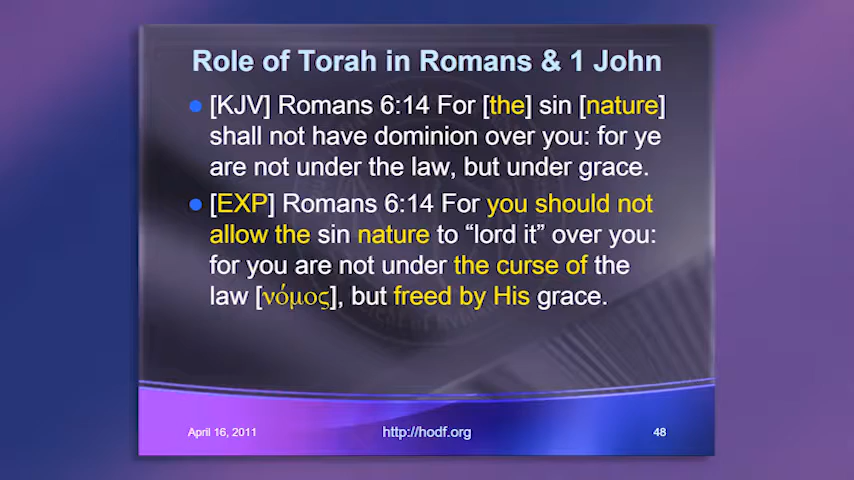 Role of Torah in Romans & 1 John
[KJV] Romans 6:14 For [the] sin [nature]
shall not have dominion over you: for ye
are not under the law, but under grace.
[EXP] Romans 6:14 For you should not
allow the sin nature to “lord it” over you:
for you are not under the curse of the
law [νόμος], but freed by His grace.
April 16, 2011
http://hodf.org
48